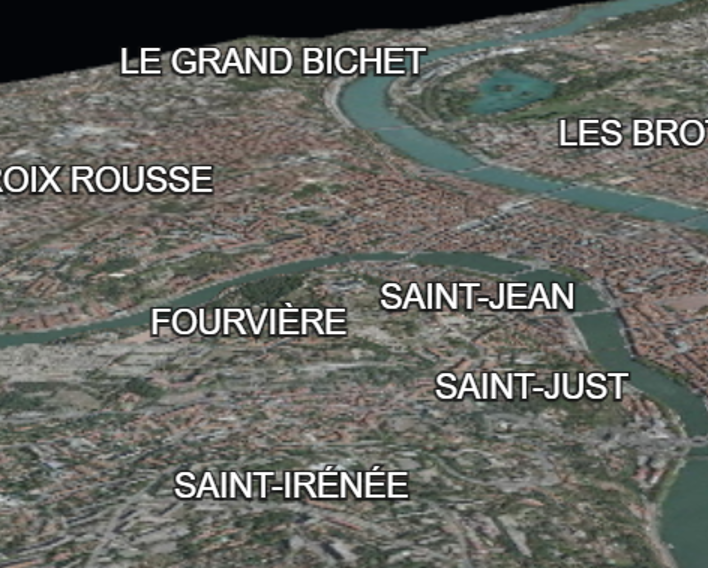 LE GRAND BICHET
LES BROT
ROIX ROUSSE
SAINT-JEAN
FOURVIÈRE
SAINT-JUST
SAINT-IRÉNÉE